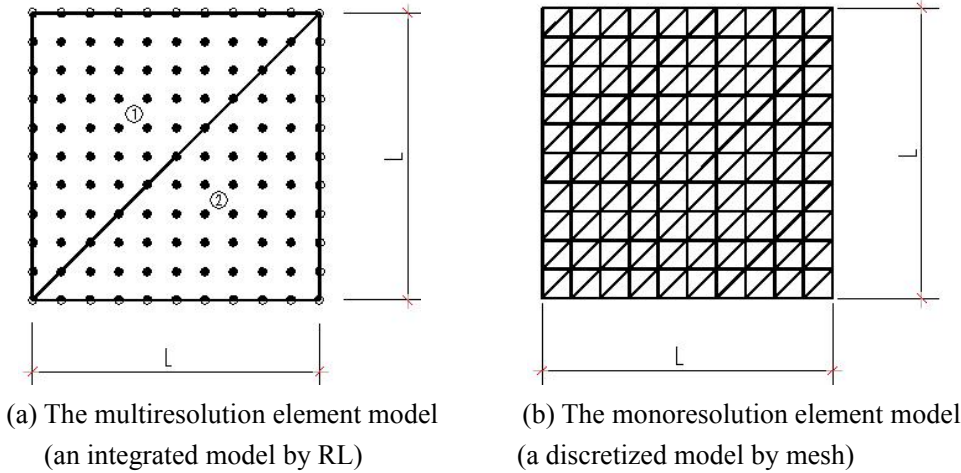 ①
②
L
L
L
L
(a) The multiresolution element model
(an integrated model by RL)
(b) The monoresolution element model
(a discretized model by mesh)